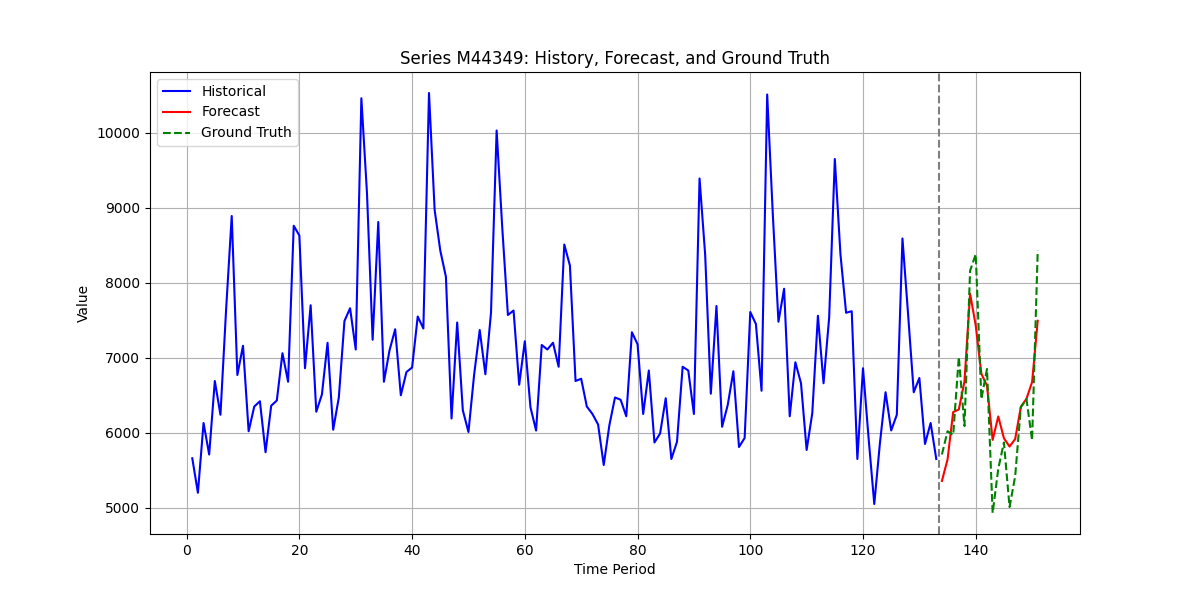 Series M44349: History, Forecast, and Ground Truth
Historical
Forecast
Ground Truth
10000
9000
8000
7000
6000
5000
Value
0
20
40
60
80
100
120
140
Time Period